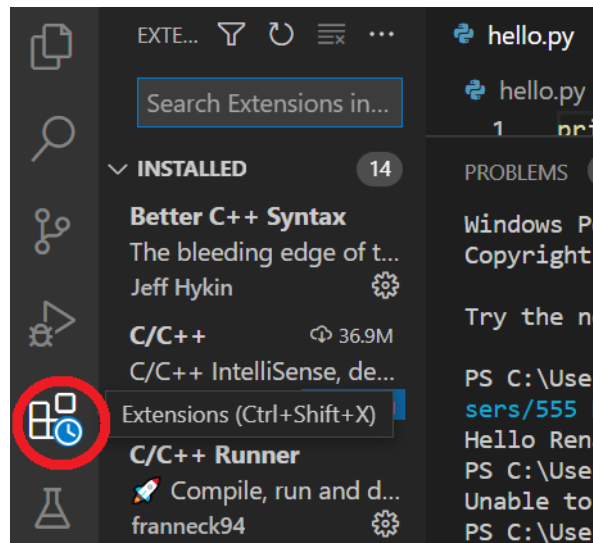 EXTE...
Search Extensions in...
INSTALLED 14
Better C++ Syntax
The bleeding edge of t...
Jeff Hykin
C/C++ 36.9M
C/C++ IntelliSense, de...
Extensions (Ctrl+Shift+X)
C/C++ Runner
Compile, run and d...
franneck94
hello.py
hello.py
1 pri
PROBLEMS
Windows P
Copyright
Try the n
PS C:\Use
sers/555
Hello Ren
PS C:\Use
Unable to
PS C:\Use